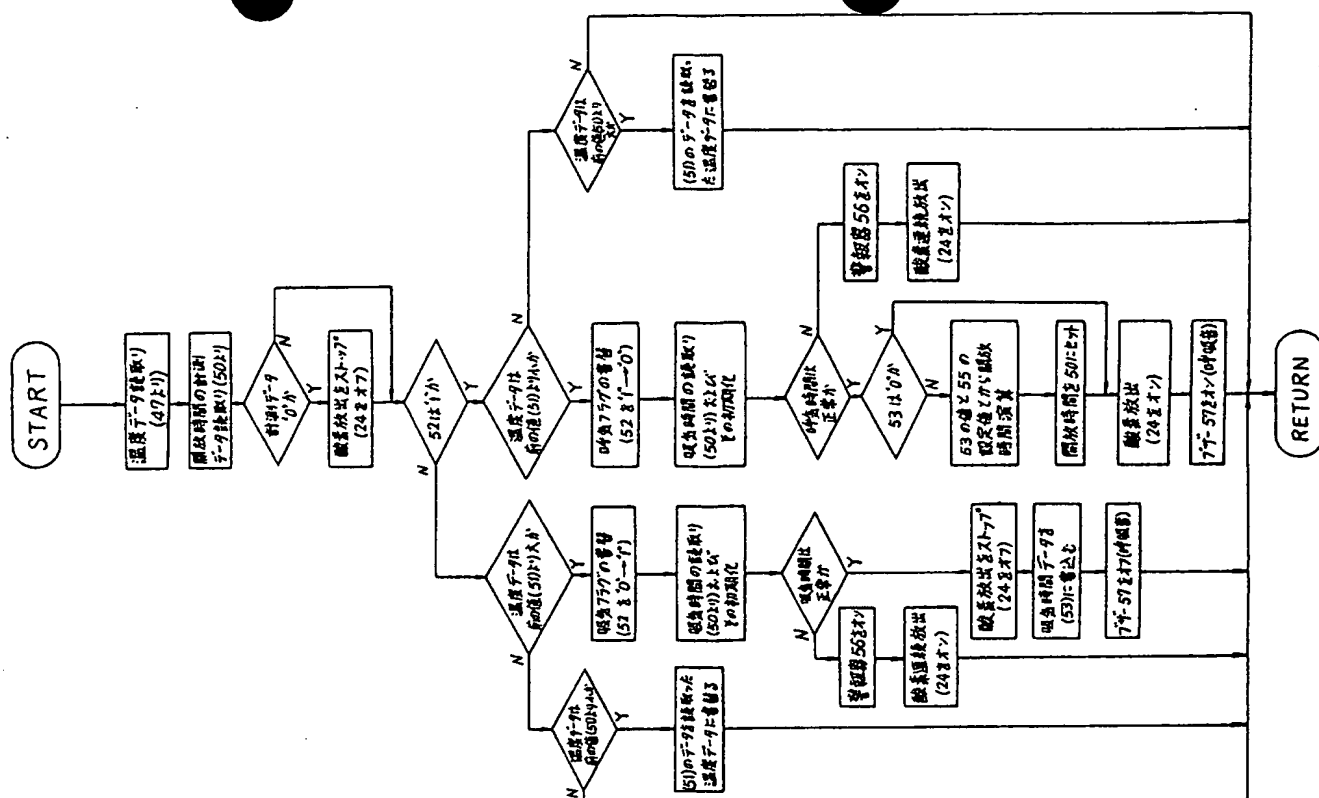 START
温度データ読取り
(47より)
開放時間の計測
データ読取り(50より)
計測データ
'0'か
N
Y
酸素放出をストップ
(24をオフ)
52は'1'か
N
Y
温度データは
前の値(51)より大か
N
Y
温度データは
前の値(51)より小か
N
Y
温度データは
前の値(51)より小か
N
Y
(51)のデータを読取った
温度データに書替る
吸気フラグの書替
(52を'0'→'1')
吸気時間の読取り
(50より)および
その初期化
吸気時間は
正常か
N
Y
警報器56をオン
酸素連続放出
(24をオン)
酸素放出をストップ
(24をオフ)
吸気時間データを
(53)に書込む
ブザー57をオフ(呼吸音)
呼気フラグの書替
(52を'1'→'0')
吸気時間の読取り
(50より)および
その初期化
呼気時間は
正常か
N
Y
警報器56をオン
酸素連続放出
(24をオン)
53は'0'か
Y
N
53の値と55の
設定値とから開放
時間演算
開放時間を50にセット
酸素放出
(24をオン)
ブザー57をオン(呼吸音)
温度データは
前の値(51)より
大か
N
Y
(51)のデータを読取っ
た温度データに書替る
RETURN